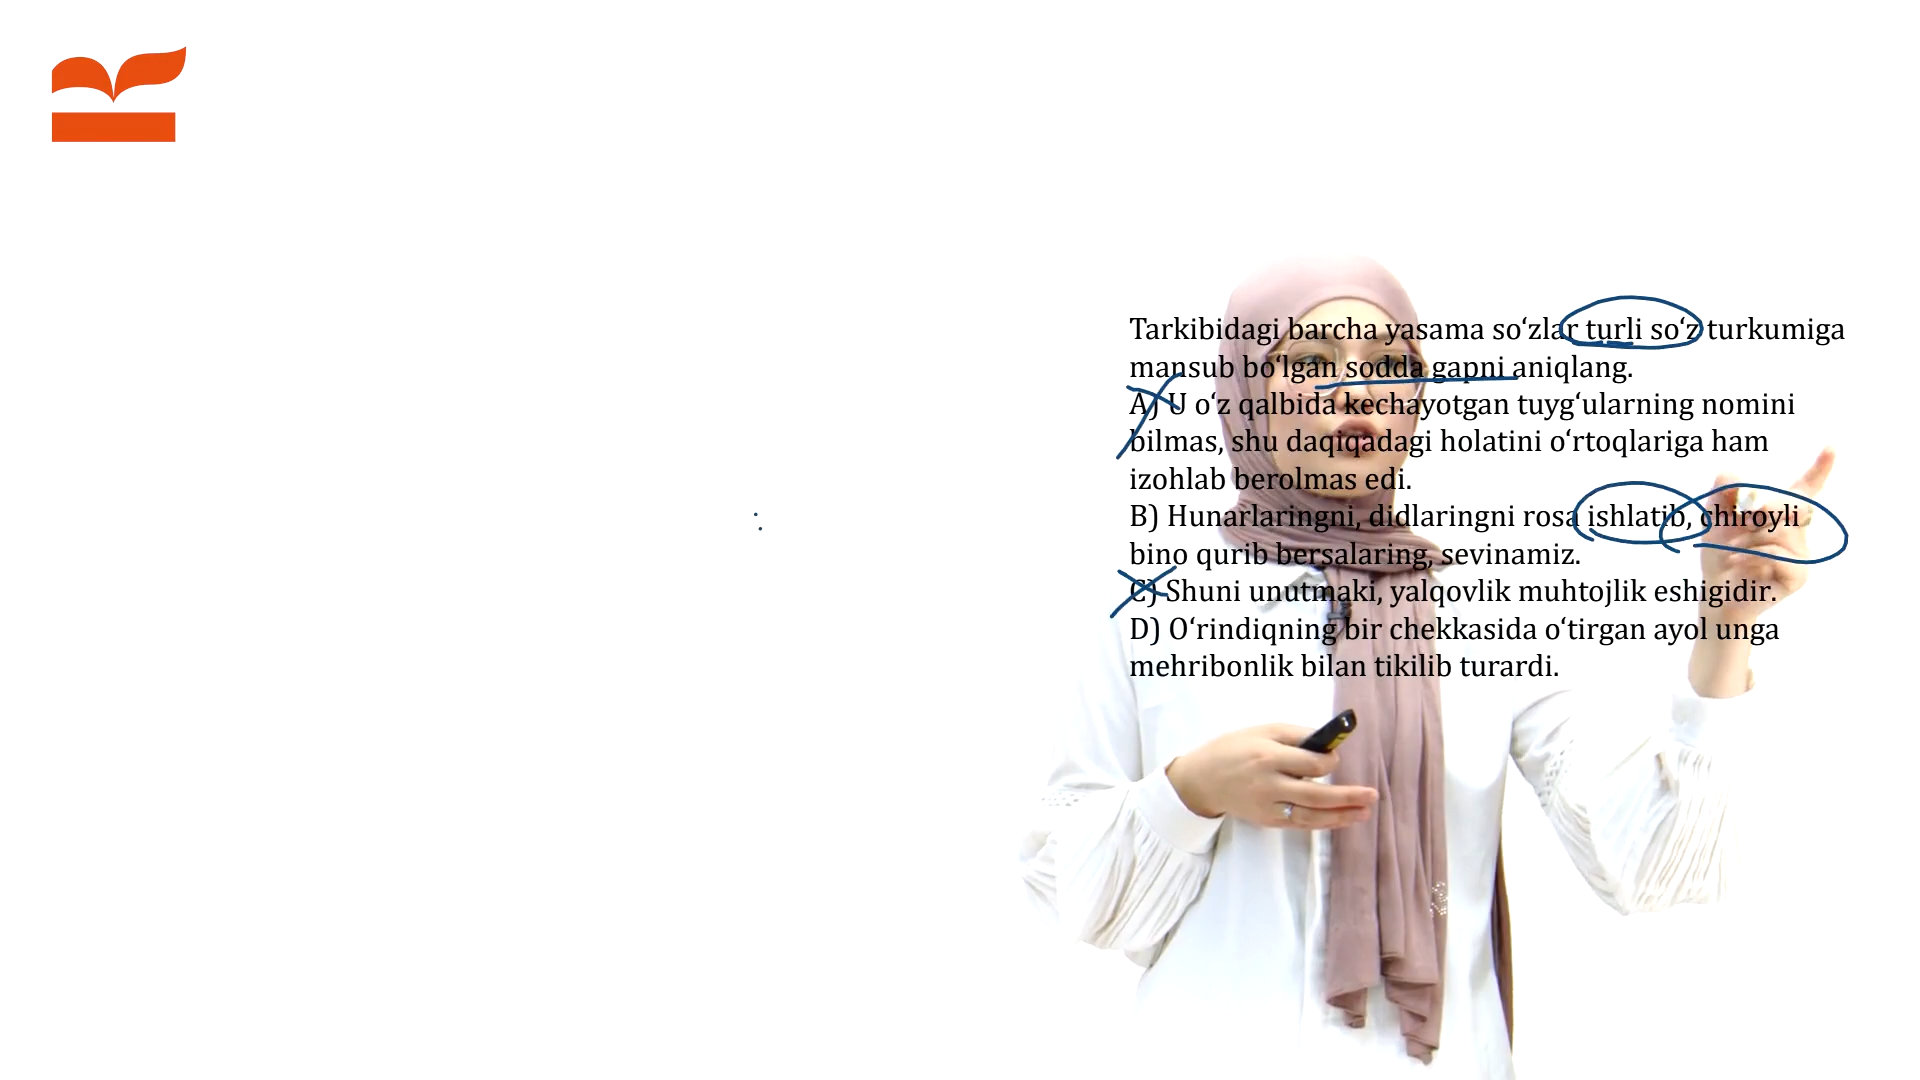 Tarkibidagi barcha yasama so‘zlar turli so‘z turkumiga
mansub bo‘lgan sodda gapni aniqlang.
A) U o‘z qalbida kechayotgan tuyg‘ularning nomini
bilmas, shu daqiqadagi holatini o‘rtoqlariga ham
izohlab berolmas edi.
B) Hunarlaringni, didlaringni rosa ishlatib, chiroyli
bino qurib bersalaring, sevinamiz.
C) Shuni unutmaki, yalqovlik muhtojlik eshigidir.
D) O‘rindiqning bir chekkasida o‘tirgan ayol unga
mehribonlik bilan tikilib turardi.